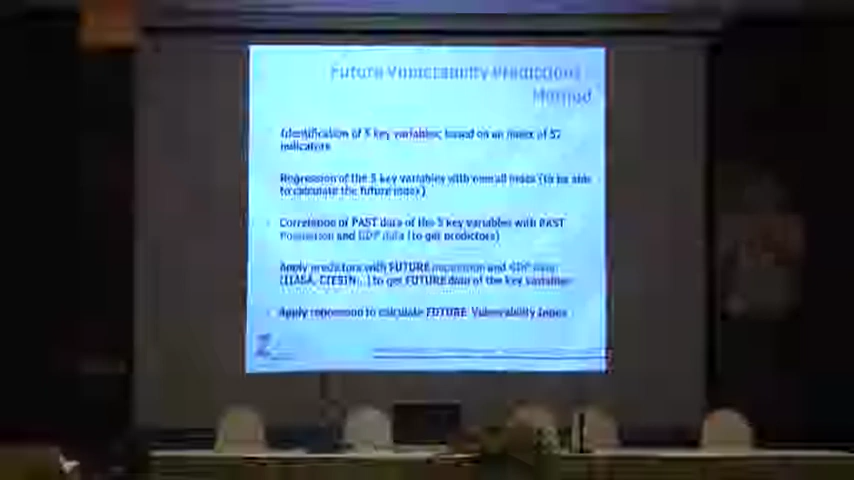 Future Vulnerability Predictions -
Method
Identification of 5 key variables; based on an index of 57
indicators
Regression of the 5 key variables with overall index (to be able
to calculate the future index)
Correlation of PAST data of the 5 key variables with PAST
Population and GDP data (to get predictors)
Apply predictors with FUTURE population and GDP data
(IIASA, CIESIN...) to get FUTURE data of the key variables
Apply regression to calculate FUTURE Vulnerability Index